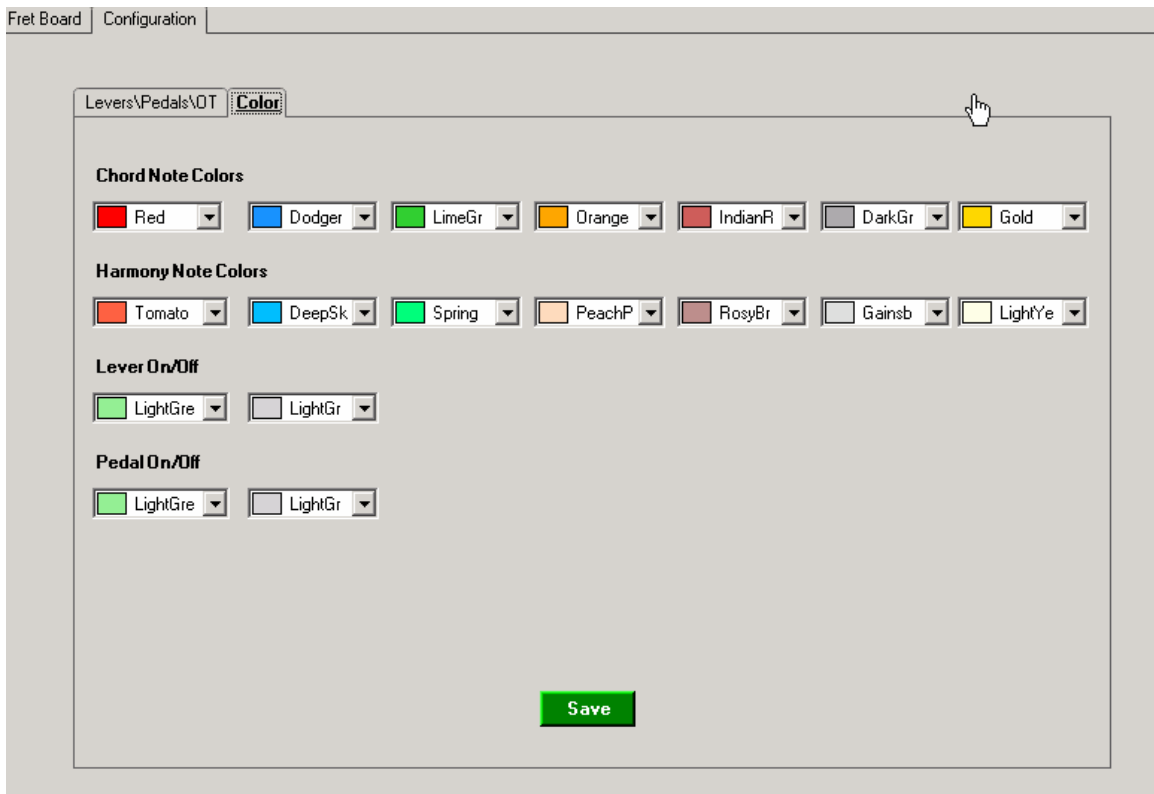 Fret Board Configuration
Levers\Pedals\OT Color
Chord Note Colors
Red Dodger LimeGr Orange IndianR DarkGr Gold
Harmony Note Colors
Tomato DeepSk Spring PeachP RosyBr Gainsb LightYe
Lever On/Off
LightGre LightGr
Pedal On/Off
LightGre LightGr
Save